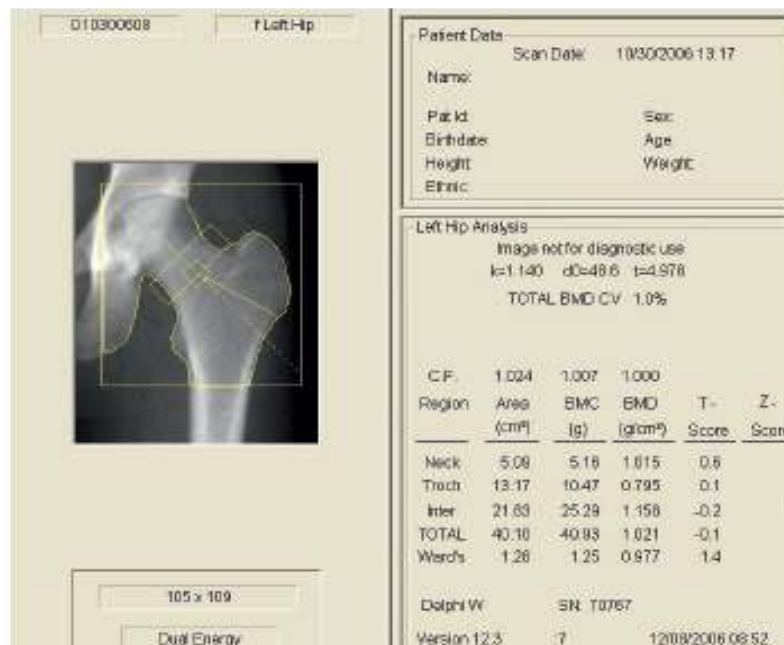 O10300608
f Left Hip
Patient Data
Scan Date: 10/30/2006 13:17
Name:
Pat Id: Sex:
Birthdate: Age:
Height: Weight:
Ethnic:
Left Hip Analysis
Image not for diagnostic use
k=1.140 d0=48.6 t=4.976
TOTAL BMD CV 1.0%
C.F. 1.024 1.007 1.000
Region Area BMC BMD T- Z-
(cm²) (g) (g/cm²) Score Score
Neck 5.09 5.16 1.015 0.6
Troch 13.17 10.47 0.795 0.1
Inter 21.83 25.29 1.158 -0.2
TOTAL 40.10 40.93 1.021 -0.1
Ward's 1.28 1.25 0.977 1.4
105 x 109
Dual Energy
Delphi W SN: 70767
Version 12.3 :7 12/08/2006 08:52